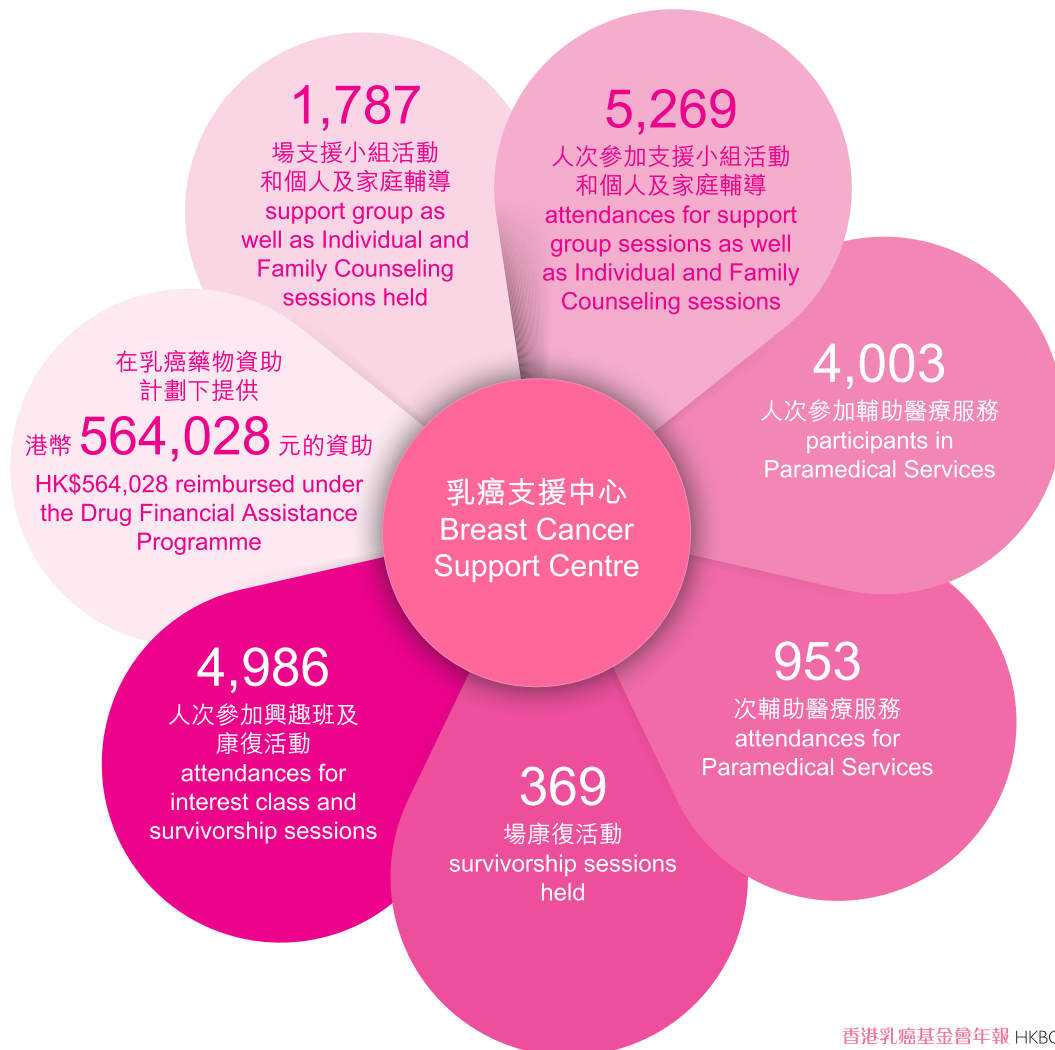 1,787
場支援小組活動
和個人及家庭輔導
support group as
well as Individual and
Family Counseling
sessions held
5,269
人次參加支援小組活動
和個人及家庭輔導
attendances for support
group sessions as well
as Individual and Family
Counseling sessions
4,003
人次參加輔助醫療服務
participants in
Paramedical Services
953
次輔助醫療服務
attendances for
Paramedical Services
369
場康復活動
survivorship sessions
held
4,986
人次參加興趣班及
康復活動
attendances for
interest class and
survivorship sessions
在乳癌藥物資助
計劃下提供
港幣 564,028 元的資助
HK$564,028 reimbursed under
the Drug Financial Assistance
Programme
乳癌支援中心
Breast Cancer
Support Centre
香港乳癌基金會年報